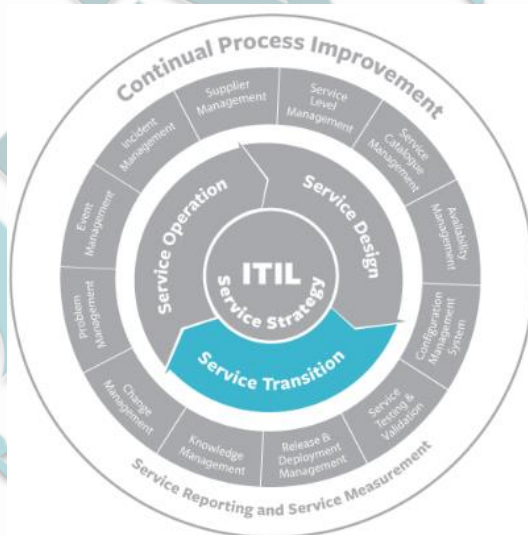 Continual Process Improvement
Supplier
Management
Service
Level
Management
Service
Catalogue
Management
Availability
Management
Configuration
Management
System
Service
Testing &
Validation
Release &
Deployment
Management
Knowledge
Management
Change
Management
Problem
Management
Event
Management
Incident
Management
Service Operation
Service Design
Service Transition
ITIL
Service Strategy
Service Reporting and Service Measurement